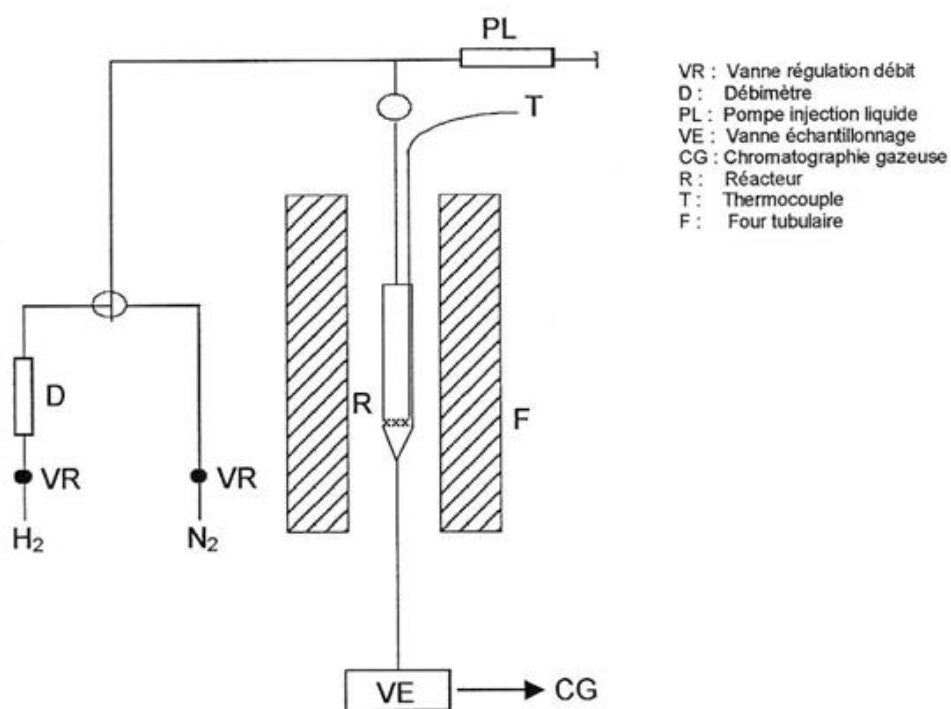 PL
T
VR : Vanne régulation débit
D : Débimètre
PL : Pompe injection liquide
VE : Vanne échantillonnage
CG : Chromatographie gazeuse
R : Réacteur
T : Thermocouple
F : Four tubulaire
D
R
xxx
F
VR
VR
H₂
N₂
VE
CG